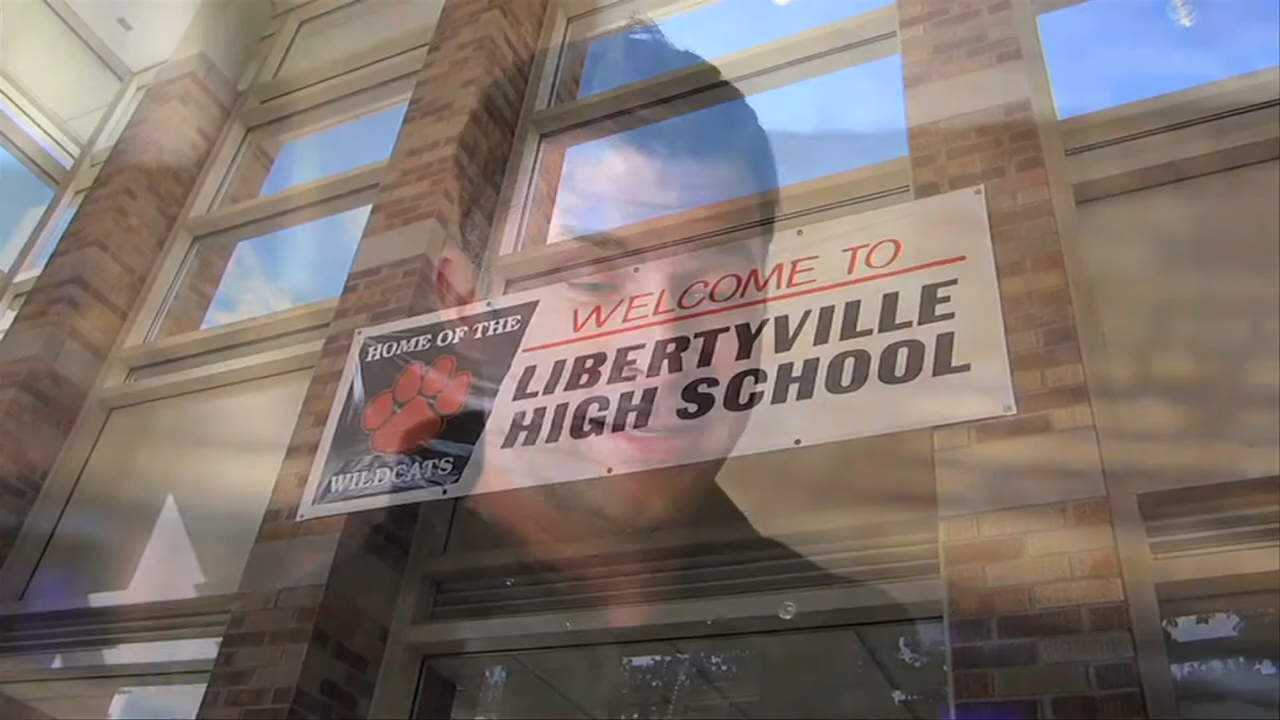 HOME OF THE
WILDCATS
WELCOME TO
LIBERTYVILLE
HIGH SCHOOL